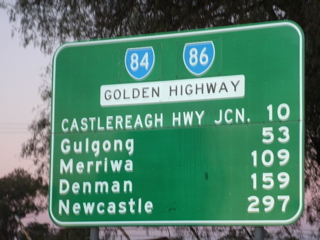 84 86
GOLDEN HIGHWAY
CASTLEREAGH HWY JCN. 10
Gulgong 53
Merriwa 109
Denman 159
Newcastle 297